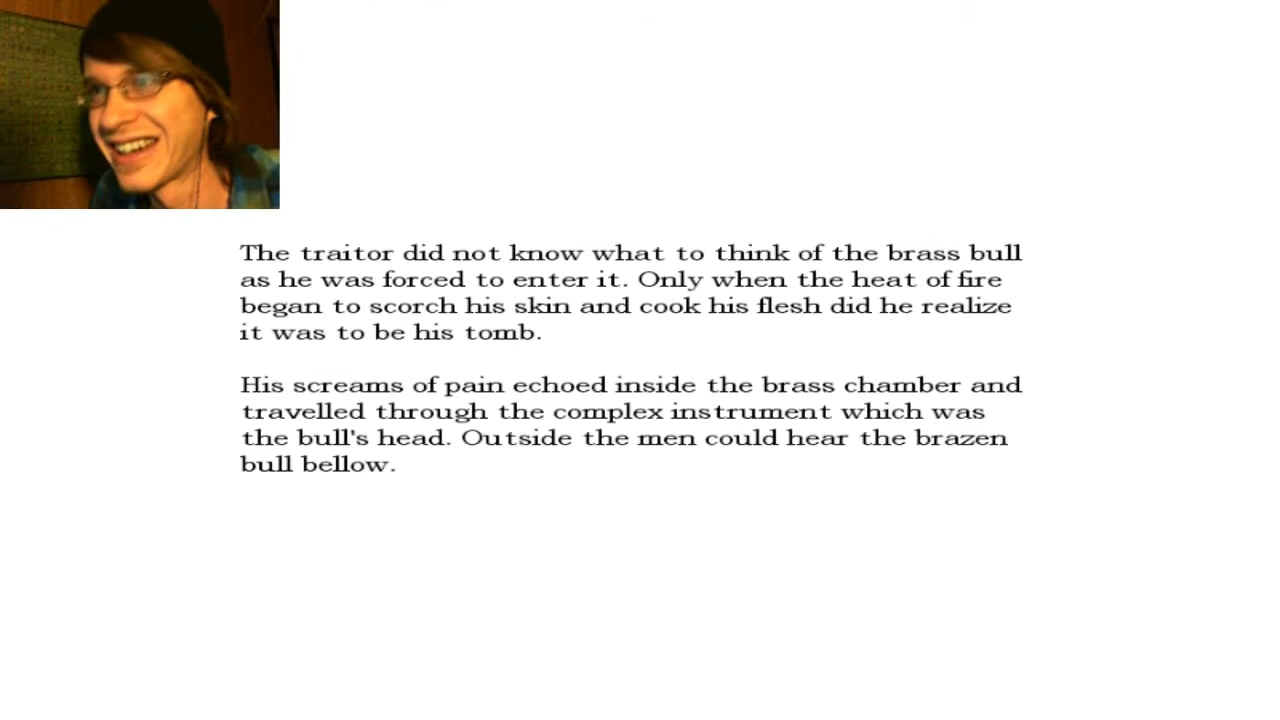 The traitor did not know what to think of the brass bull
as he was forced to enter it. Only when the heat of fire
began to scorch his skin and cook his flesh did he realize
it was to be his tomb.
His screams of pain echoed inside the brass chamber and
travelled through the complex instrument which was
the bull's head. Outside the men could hear the brazen
bull bellow.